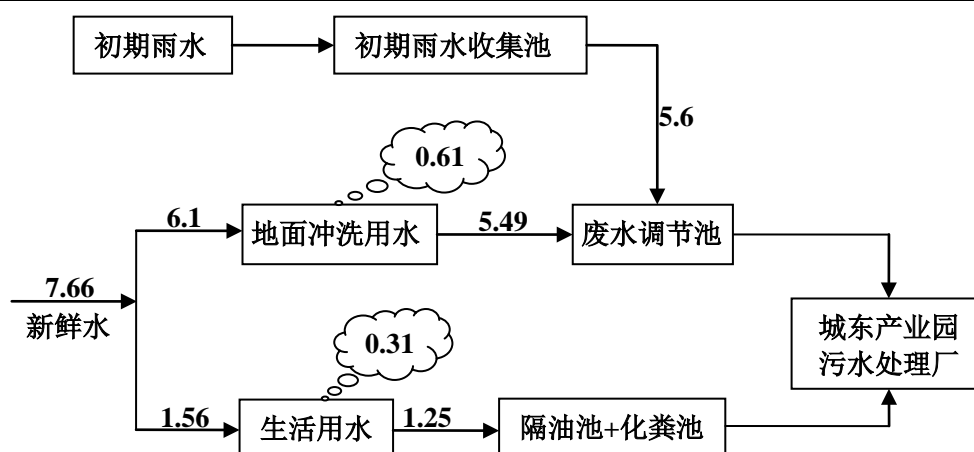 初期雨水
初期雨水收集池
5.6
0.61
6.1
地面冲洗用水
5.49
废水调节池
7.66
新鲜水
城东产业园
污水处理厂
0.31
1.56
生活用水
1.25
隔油池+化粪池